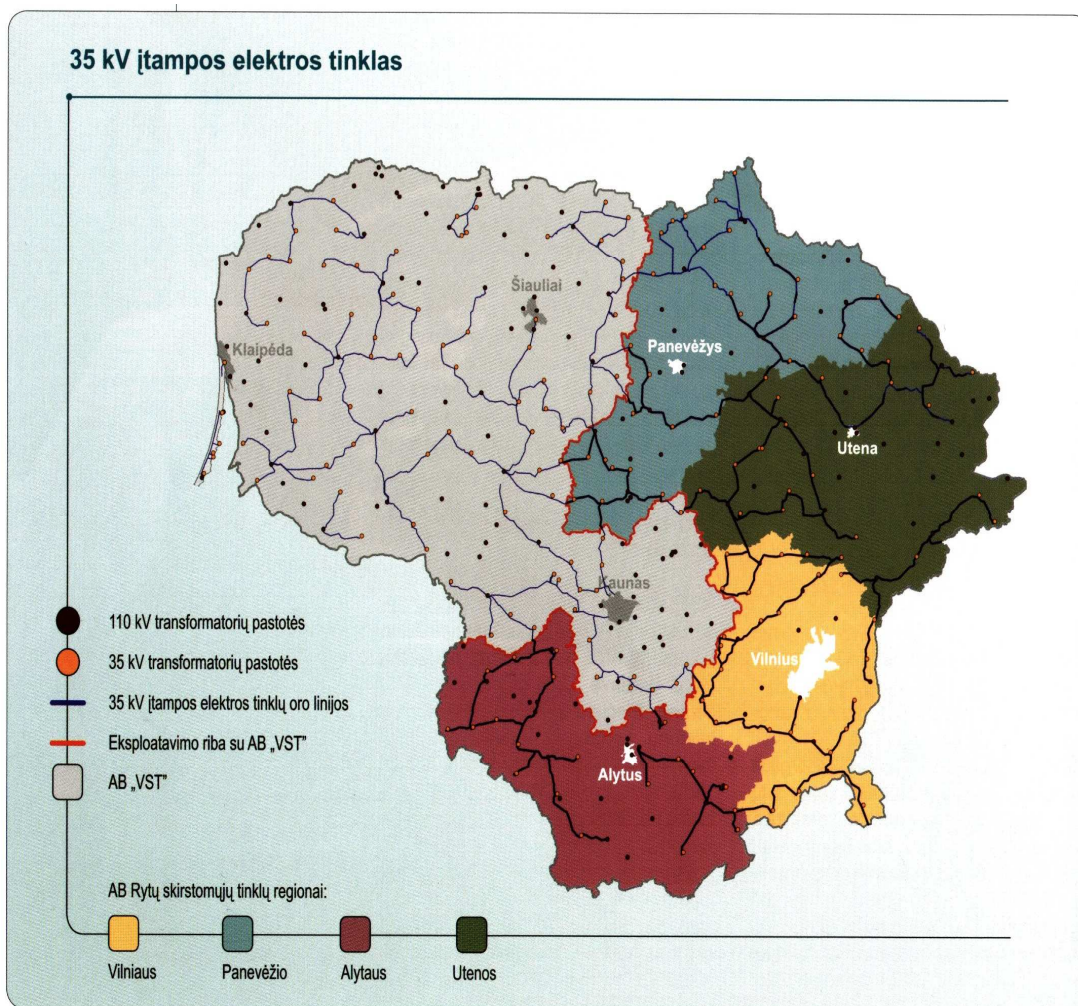 35 kV įtampos elektros tinklas
Šiauliai
Klaipėda
Panevėžys
Utena
Kaunas
Vilnius
Alytus
110 kV transformatorių pastotės
35 kV transformatorių pastotės
35 kV įtampos elektros tinklų oro linijos
Eksploatavimo riba su AB „VST”
AB „VST”
AB Rytų skirstomųjų tinklų regionai:
Vilniaus
Panevėžio
Alytaus
Utenos